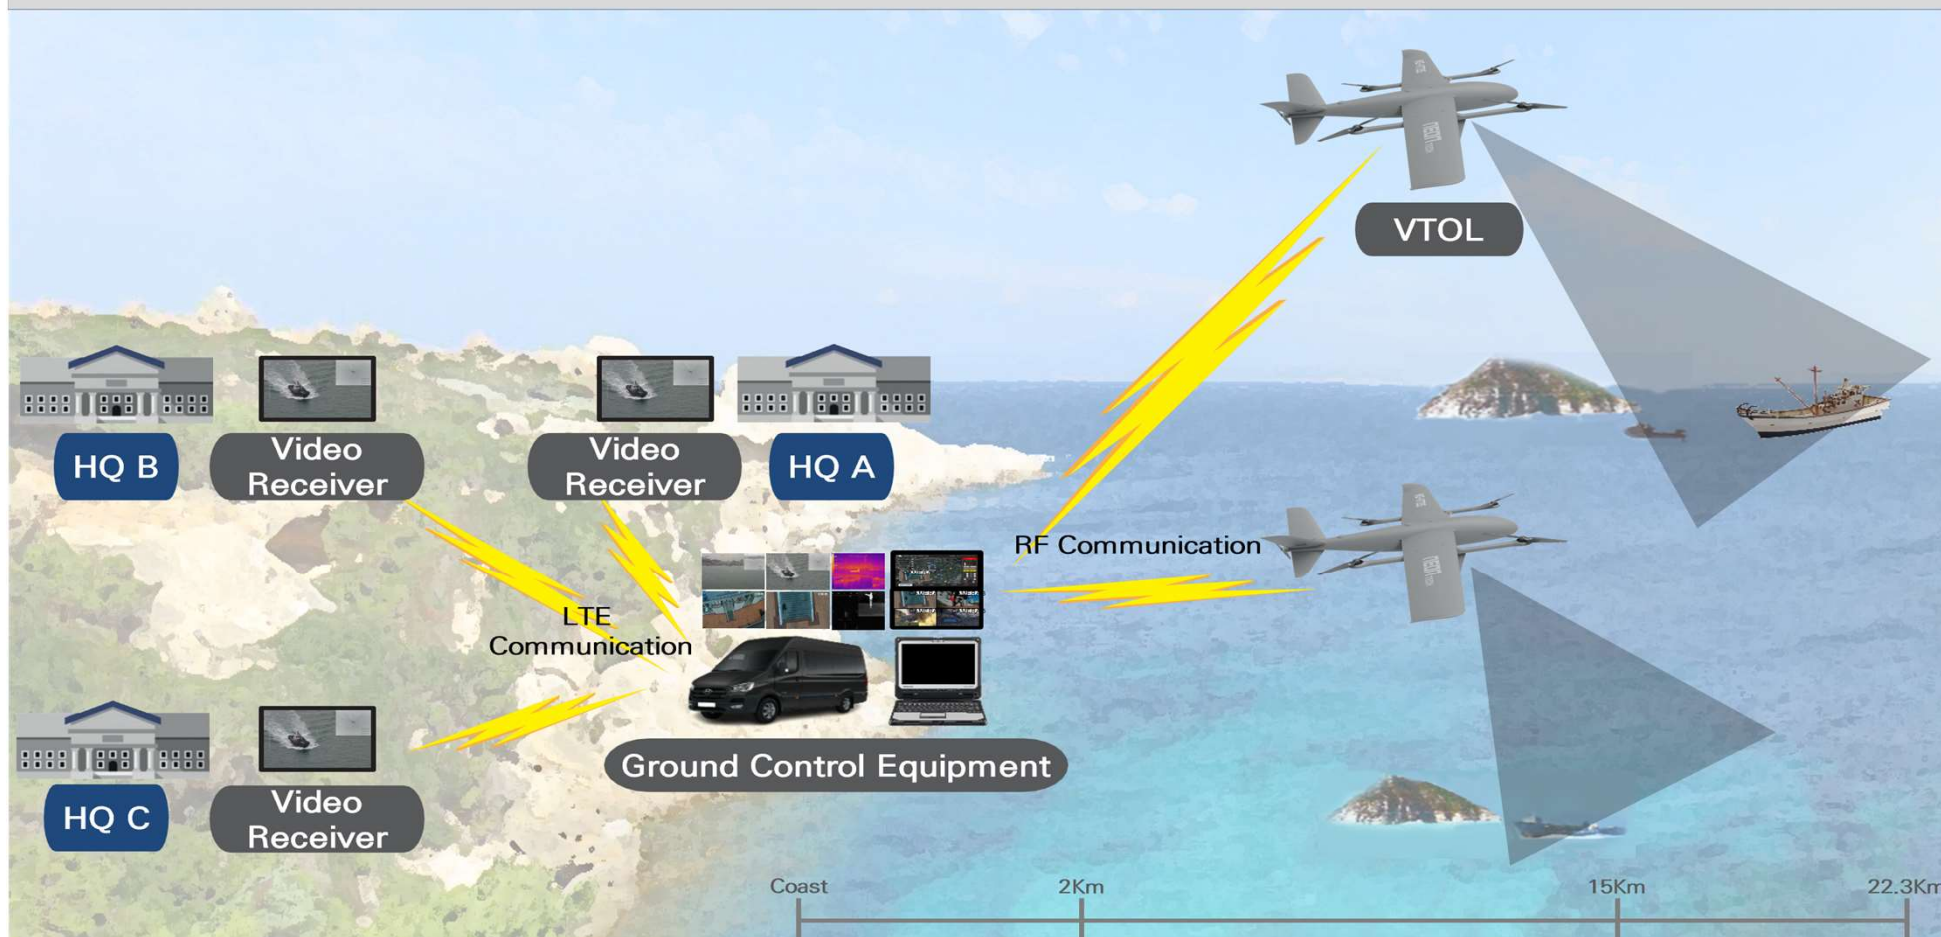 VTOL
HQ B
Video
Receiver
Video
Receiver
HQ A
RF Communication
LTE
Communication
Ground Control Equipment
HQ C
Video
Receiver
Coast
2Km
15Km
22.3Km